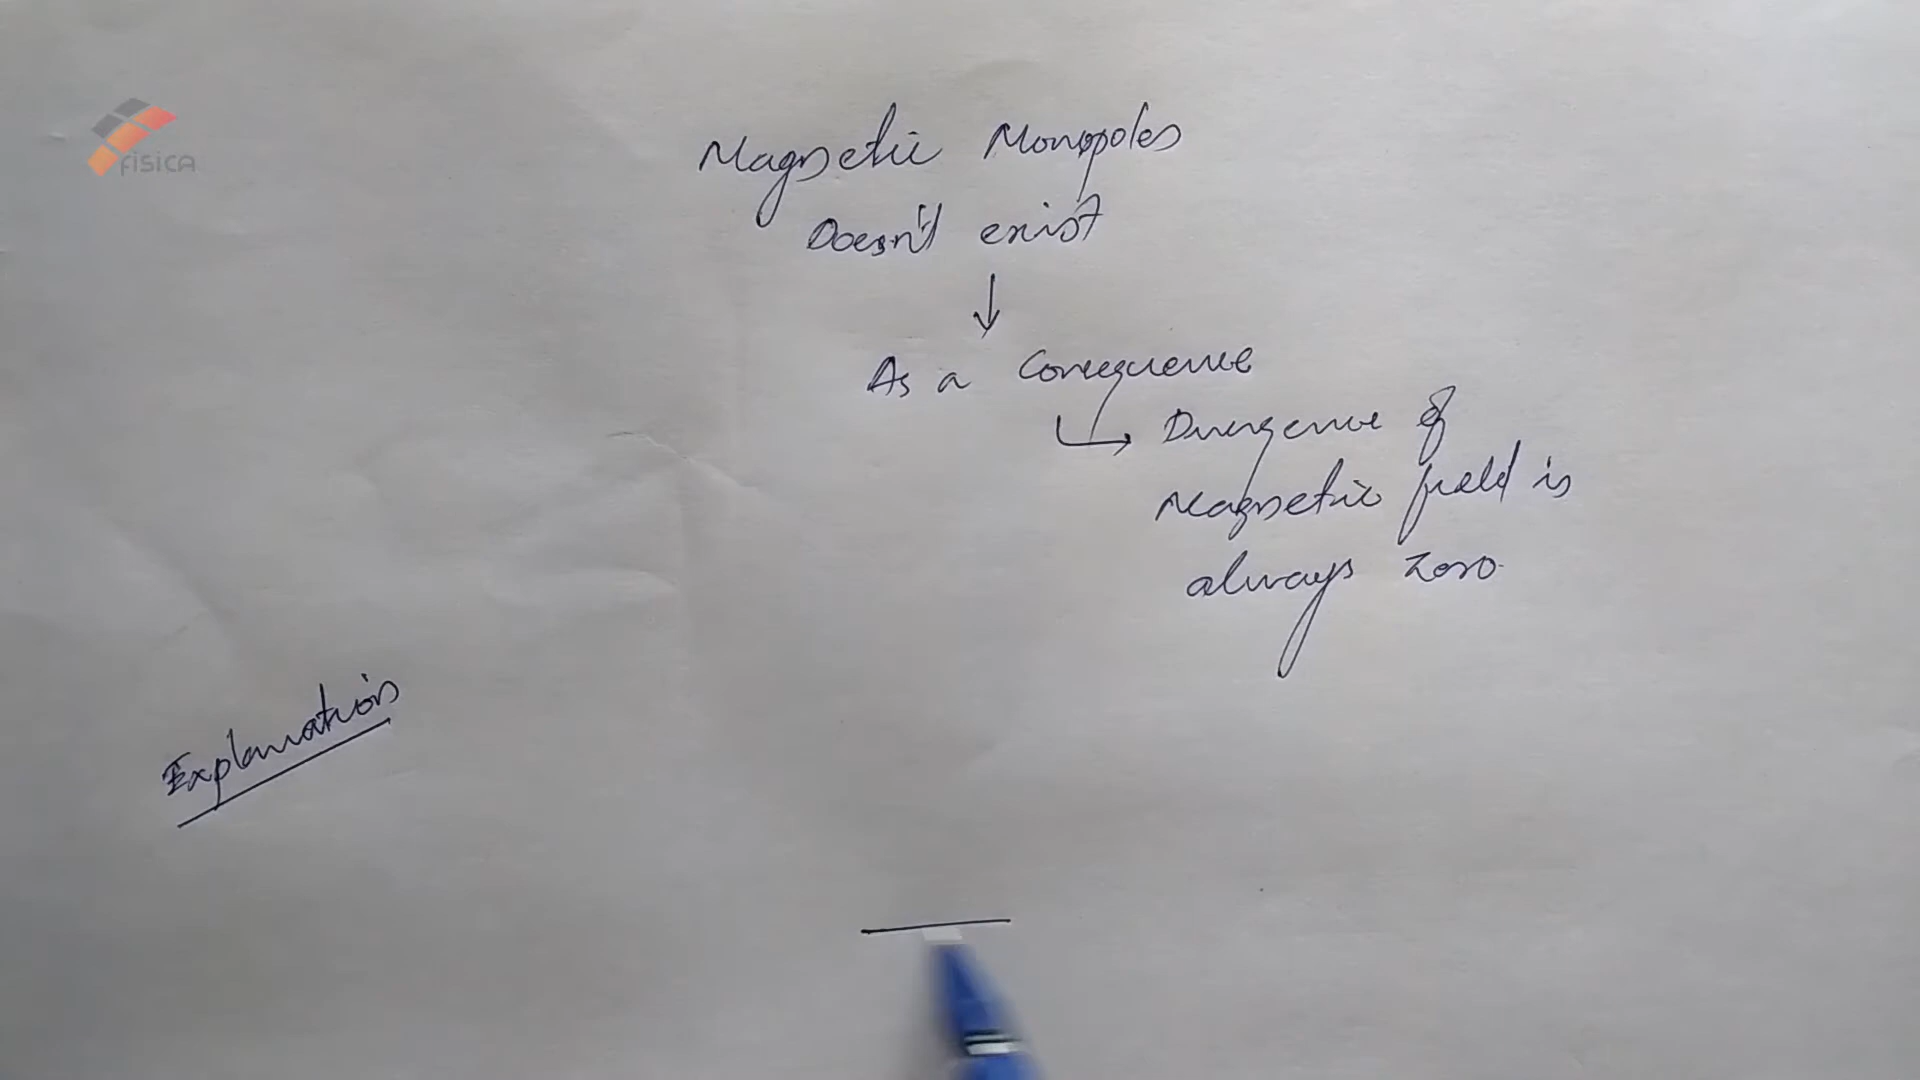 FISICA
Magnetic Monopoles
Doesn't exist
As a Consequence
Divergence of
Magnetic field is
always zero.
Explanation